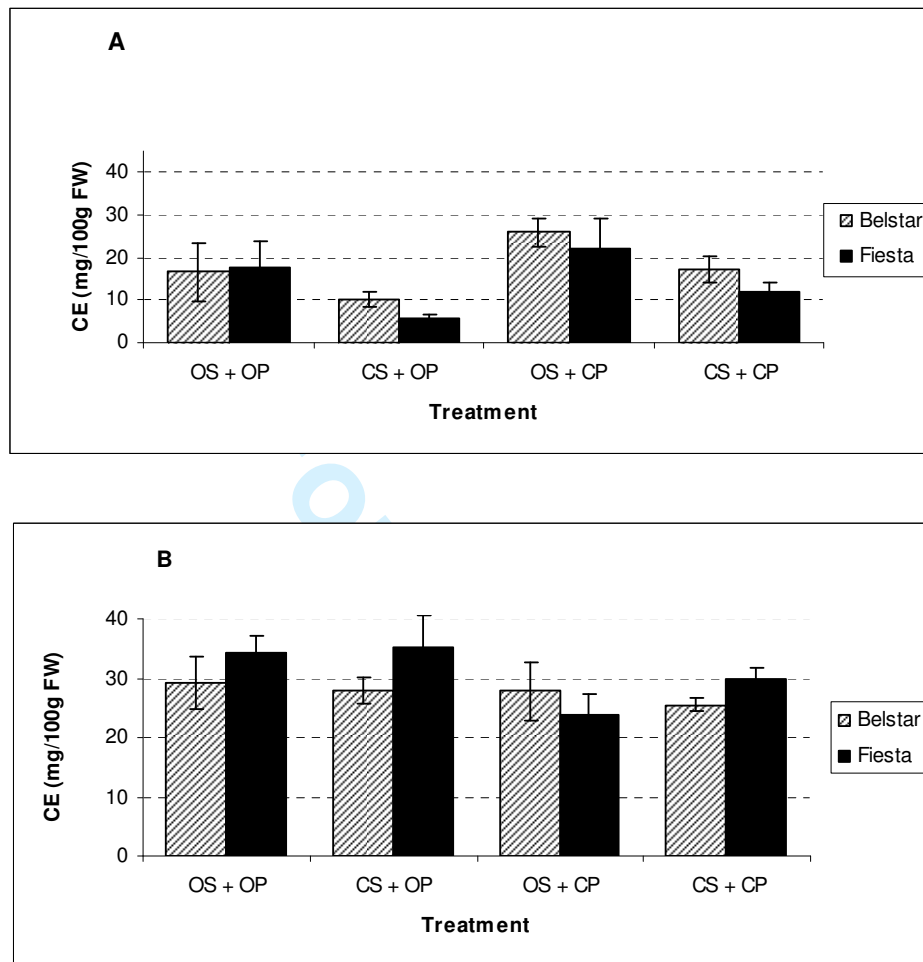 A
CE (mg/100g FW)
40
30
20
10
0
OS + OP
CS + OP
OS + CP
CS + CP
Treatment
Belstar
Fiesta
B
CE (mg/100g FW)
40
30
20
10
0
OS + OP
CS + OP
OS + CP
CS + CP
Treatment
Belstar
Fiesta